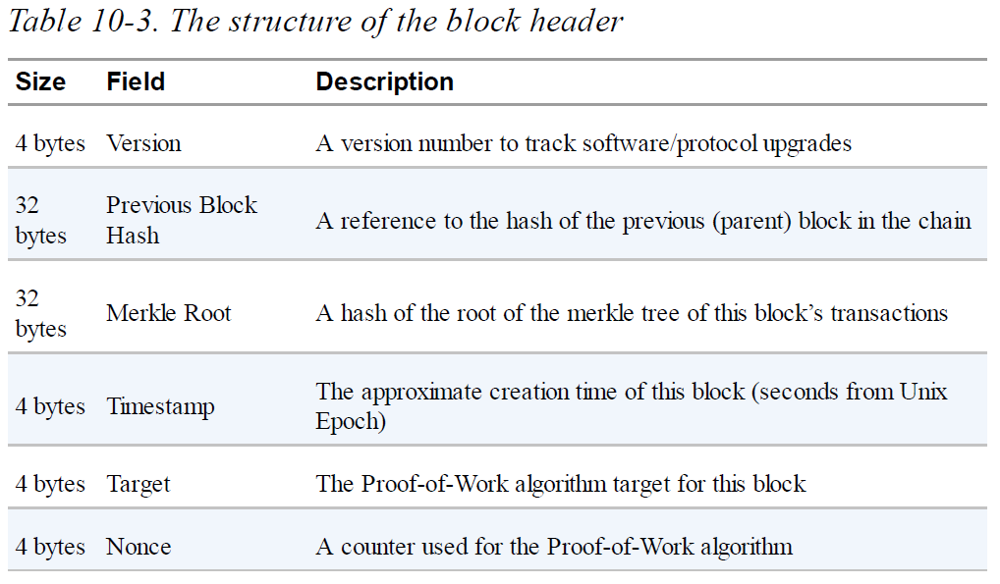 Table 10-3. The structure of the block header
Size Field Description
4 bytes Version A version number to track software/protocol upgrades
32 bytes Previous Block Hash A reference to the hash of the previous (parent) block in the chain
32 bytes Merkle Root A hash of the root of the merkle tree of this block’s transactions
4 bytes Timestamp The approximate creation time of this block (seconds from Unix Epoch)
4 bytes Target The Proof-of-Work algorithm target for this block
4 bytes Nonce A counter used for the Proof-of-Work algorithm